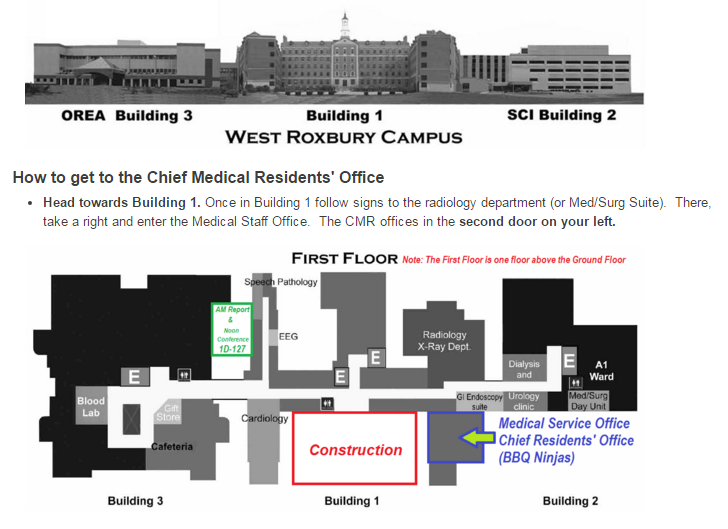 OREA Building 3
Building 1
SCI Building 2
WEST ROXBURY CAMPUS
How to get to the Chief Medical Residents' Office
• Head towards Building 1. Once in Building 1 follow signs to the radiology department (or Med/Surg Suite). There,
take a right and enter the Medical Staff Office. The CMR offices in the second door on your left.
FIRST FLOOR Note: The First Floor is one floor above the Ground Floor
Speech Pathology
AM Report
&
Noon
Conference
1D-127
EEG
Radiology
X-Ray Dept.
E
E
E
E
Dialysis
and
Urology
clinic
A1
Ward
Med/Surg
Day Unit
GI Endoscopy
suite
Blood
Lab
Gift
Store
Cardiology
Cafeteria
Construction
Medical Service Office
Chief Residents' Office
(BBQ Ninjas)
Building 3
Building 1
Building 2